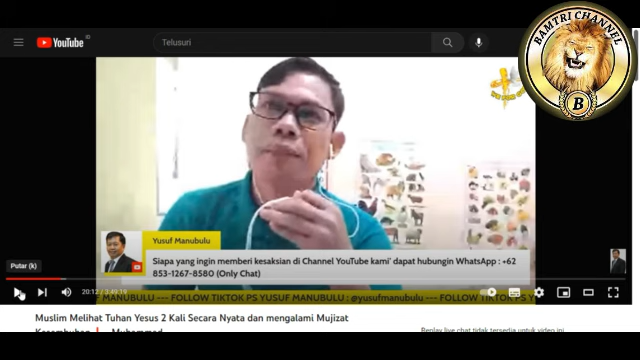 YouTube ID
Telusuri
BAMTRI CHANNEL
B
Yusuf Manubulu
Siapa yang ingin memberi kesaksian di Channel YouTube kami' dapat hubungin WhatsApp : +62
853-1267-8580 (Only Chat)
Putar (k)
MANUBULU --- FOLLOW TIKTOK PS YUSUF MANUBULU : @yusufmanubulu --- FOLLOW TIKTOK PS
20:12 / 3:49:19
Muslim Melihat Tuhan Yesus 2 Kali Secara Nyata dan mengalami Mujizat
Kesembuhan Muhammad
Replay live chat tidak tersedia untuk video ini